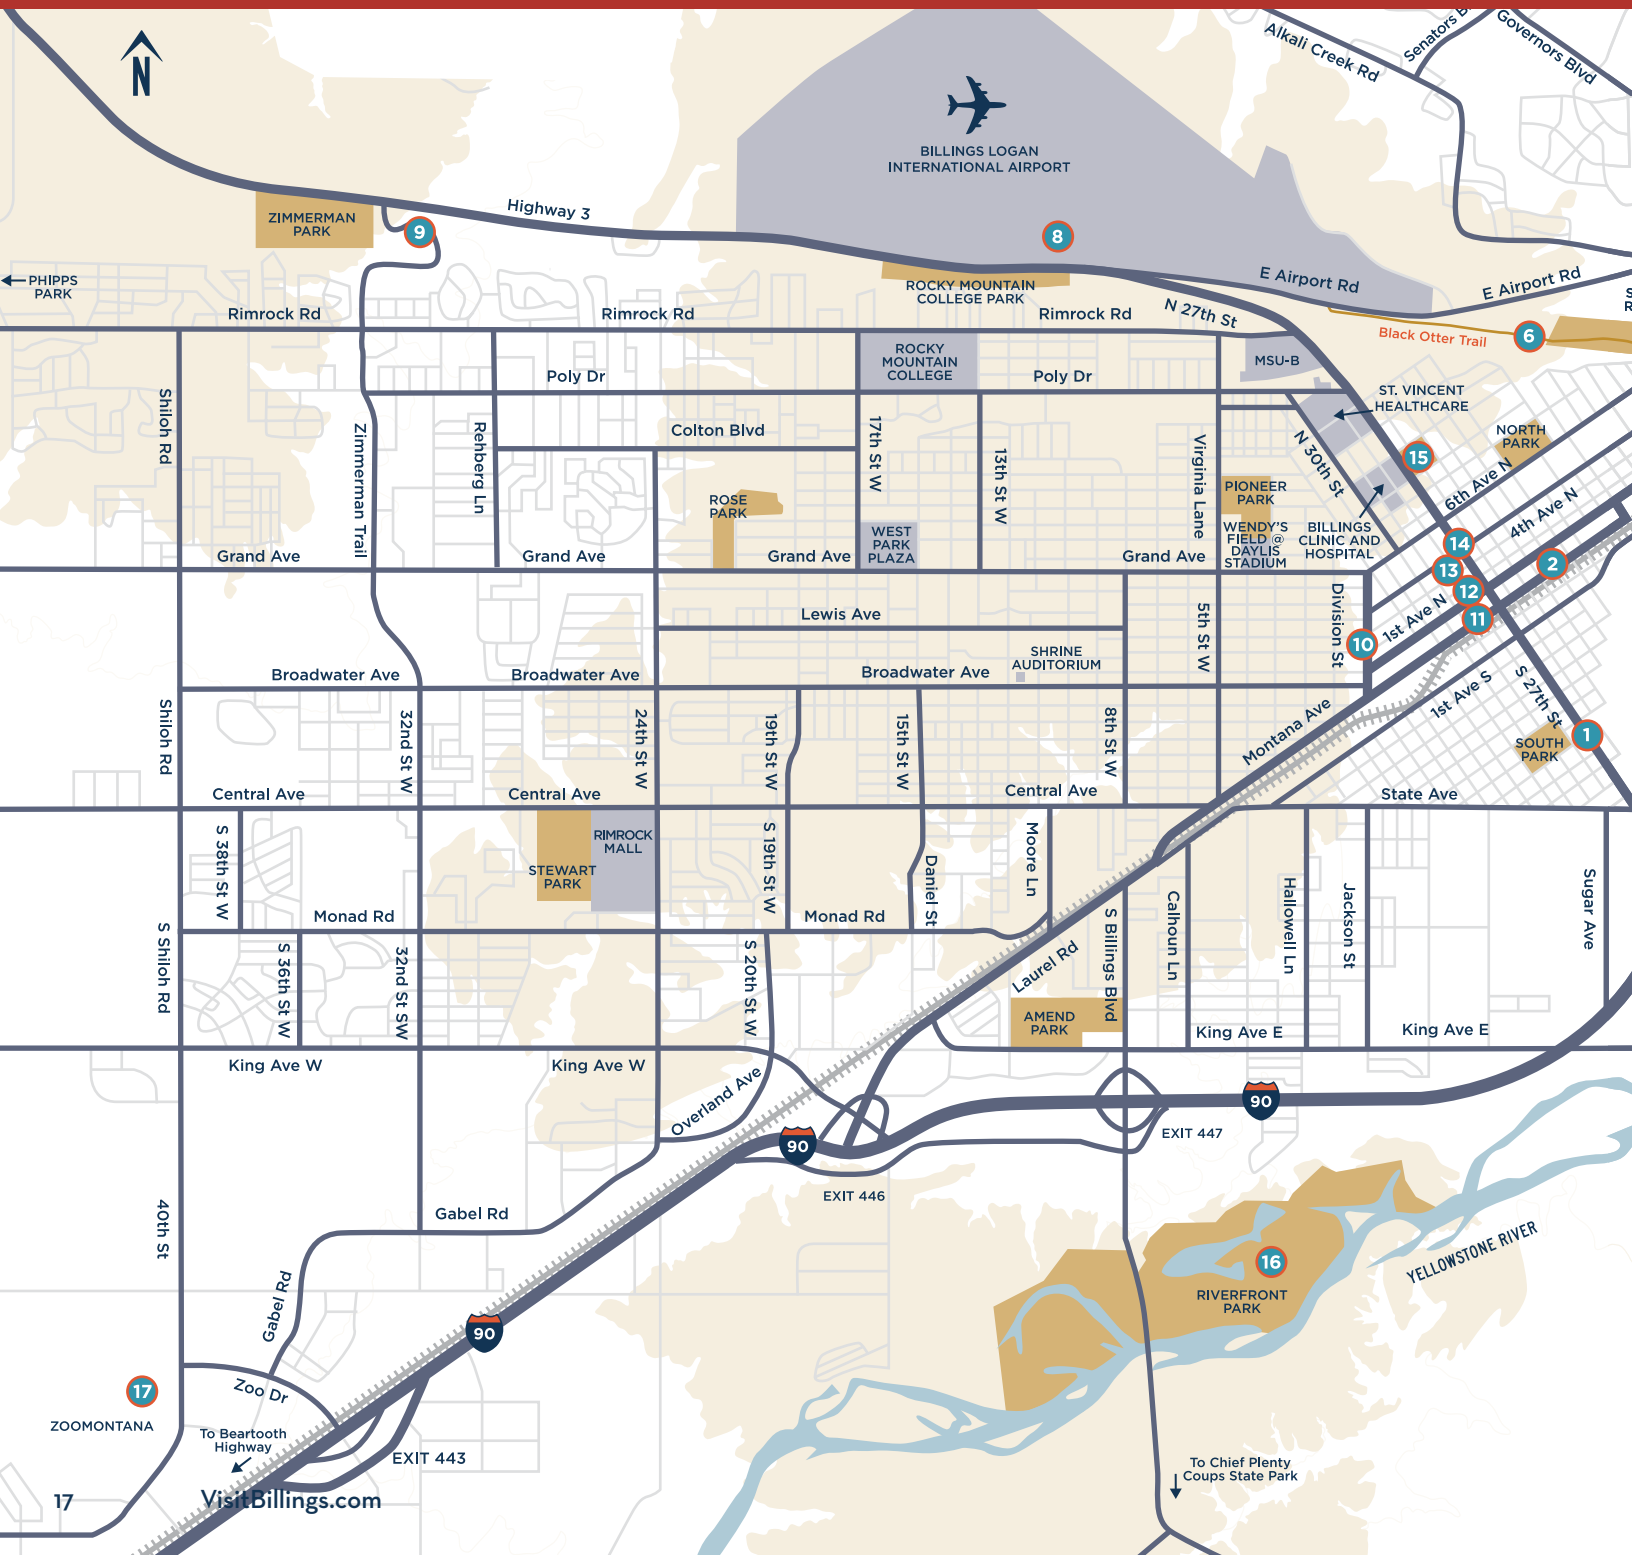 Alkali Creek Rd
Senators B
Governors Blvd
N
BILLINGS LOGAN
INTERNATIONAL AIRPORT
ZIMMERMAN
PARK
9
Highway 3
8
PHIPPS
PARK
ROCKY MOUNTAIN
COLLEGE PARK
E Airport Rd
E Airport Rd
N 27th St
Rimrock Rd
Rimrock Rd
Rimrock Rd
Black Otter Trail
6
S
R
ROCKY
MOUNTAIN
COLLEGE
MSU-B
Poly Dr
Poly Dr
ST. VINCENT
HEALTHCARE
Shiloh Rd
Zimmerman Trail
Rehberg Ln
Colton Blvd
17th St W
13th St W
Virginia Lane
N 30th St
15
NORTH
PARK
6th Ave N
4th Ave N
ROSE
PARK
PIONEER
PARK
WENDY'S
FIELD @
DAYLIS
STADIUM
BILLINGS
CLINIC AND
HOSPITAL
WEST
PARK
PLAZA
Grand Ave
Grand Ave
Grand Ave
Grand Ave
14
13
12
11
2
10
1st Ave N
Division St
5th St W
Lewis Ave
SHRINE
AUDITORIUM
Broadwater Ave
Broadwater Ave
Broadwater Ave
Shiloh Rd
32nd St W
24th St W
19th St W
15th St W
8th St W
Montana Ave
1st Ave S
S 27th St
SOUTH
PARK
1
Central Ave
Central Ave
Central Ave
State Ave
S 38th St W
STEWART
PARK
RIMROCK
MALL
S 19th St W
Daniel St
Moore Ln
Monad Rd
Monad Rd
S Shiloh Rd
S 36th St W
32nd St SW
S 20th St W
Laurel Rd
S Billings Blvd
Calhoun Ln
Hallowell Ln
Jackson St
Sugar Ave
AMEND
PARK
King Ave E
King Ave E
King Ave W
King Ave W
Overland Ave
90
90
EXIT 447
EXIT 446
40th St
Gabel Rd
Gabel Rd
90
16
RIVERFRONT
PARK
YELLOWSTONE RIVER
17
ZOOMONTANA
Zoo Dr
To Beartooth
Highway
EXIT 443
To Chief Plenty
Coups State Park
17
VisitBillings.com